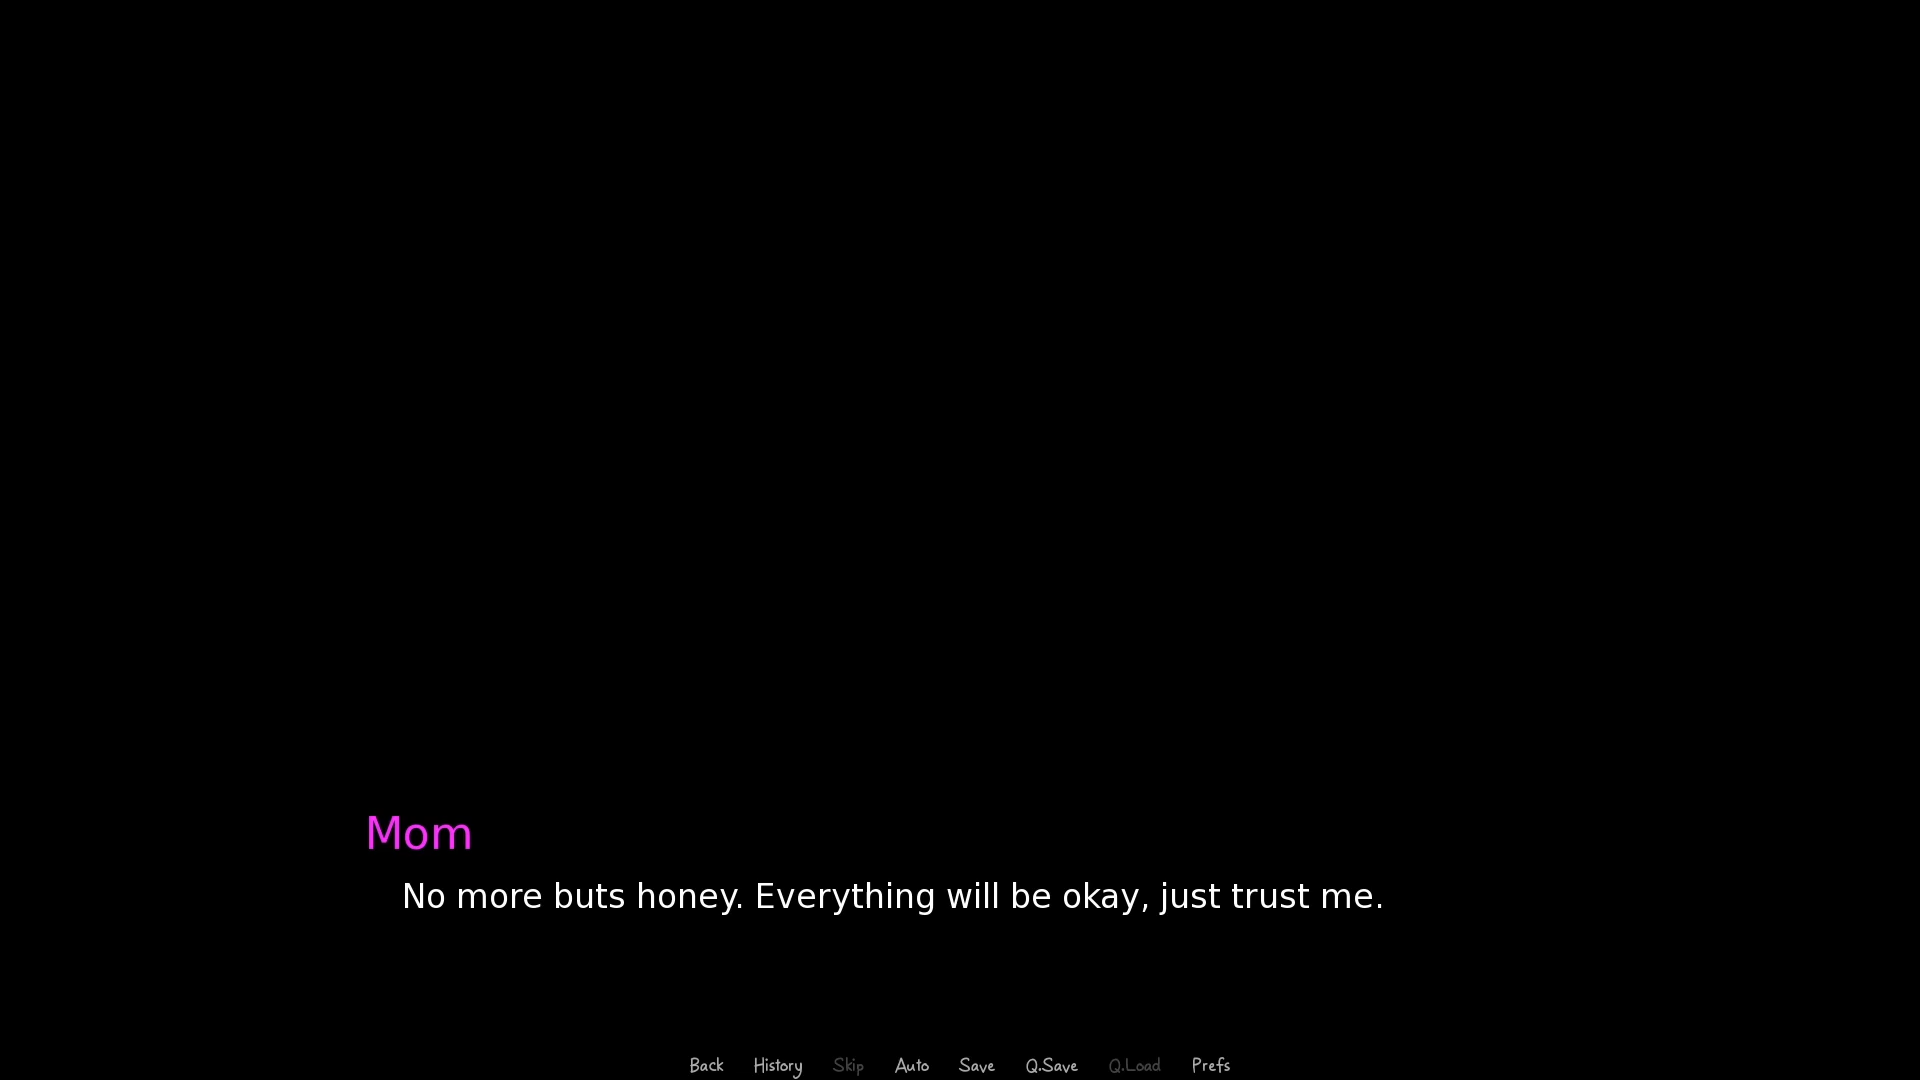 Mom
No more buts honey. Everything will be okay, just trust me.
Back History Skip Auto Save Q.Save Q.Load Prefs